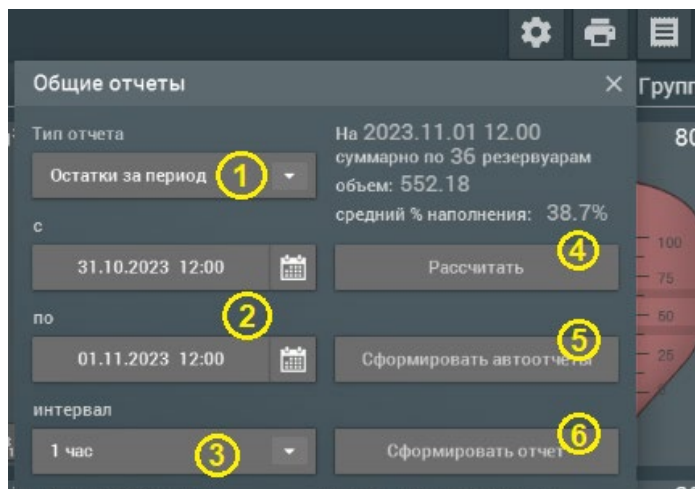 Общие отчеты
Групп
Тип отчета
Остатки за период
1
На 2023.11.01 12.00
суммарно по 36 резервуарам
объем: 552.18
средний % наполнения: 38.7%
80
с
31.10.2023 12:00
2
4
Рассчитать
100
75
50
25
по
01.11.2023 12:00
5
Сформировать автоотчеты
интервал
1 час
3
6
Сформировать отчет